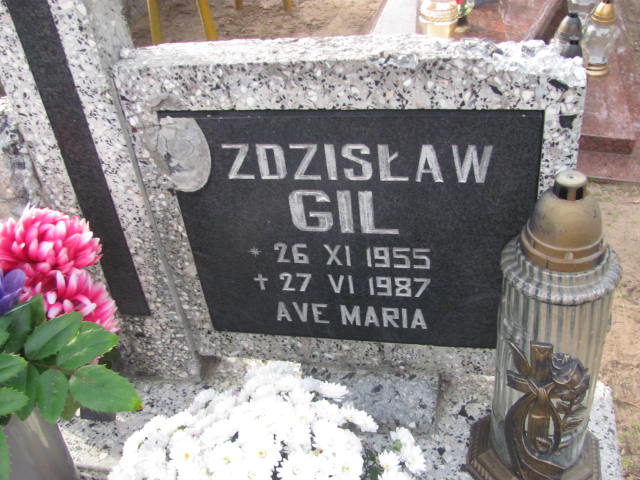 ZDZISŁAW
GIL
* 26 XI 1955
+ 27 VI 1987
AVE MARIA